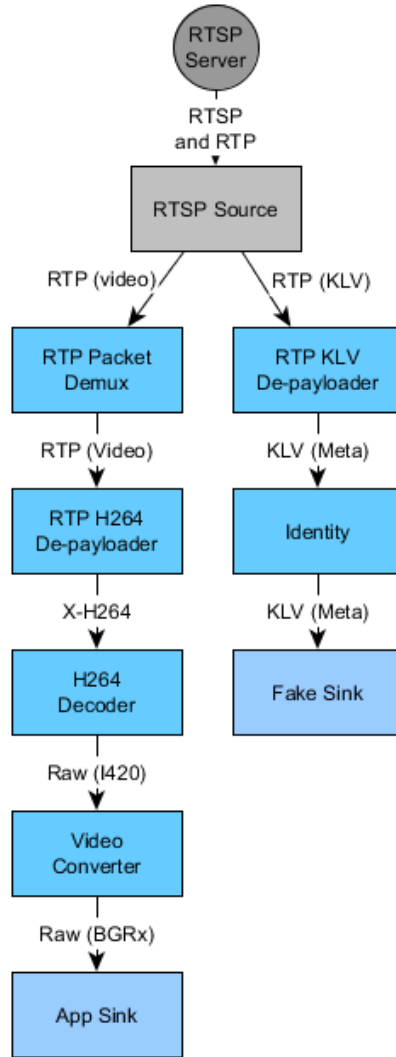 RTSP
Server
RTSP
and RTP
RTSP Source
RTP (video)
RTP (KLV)
RTP Packet
Demux
RTP KLV
De-payloader
RTP (Video)
KLV (Meta)
RTP H264
De-payloader
Identity
X-H264
KLV (Meta)
H264
Decoder
Fake Sink
Raw (I420)
Video
Converter
Raw (BGRx)
App Sink